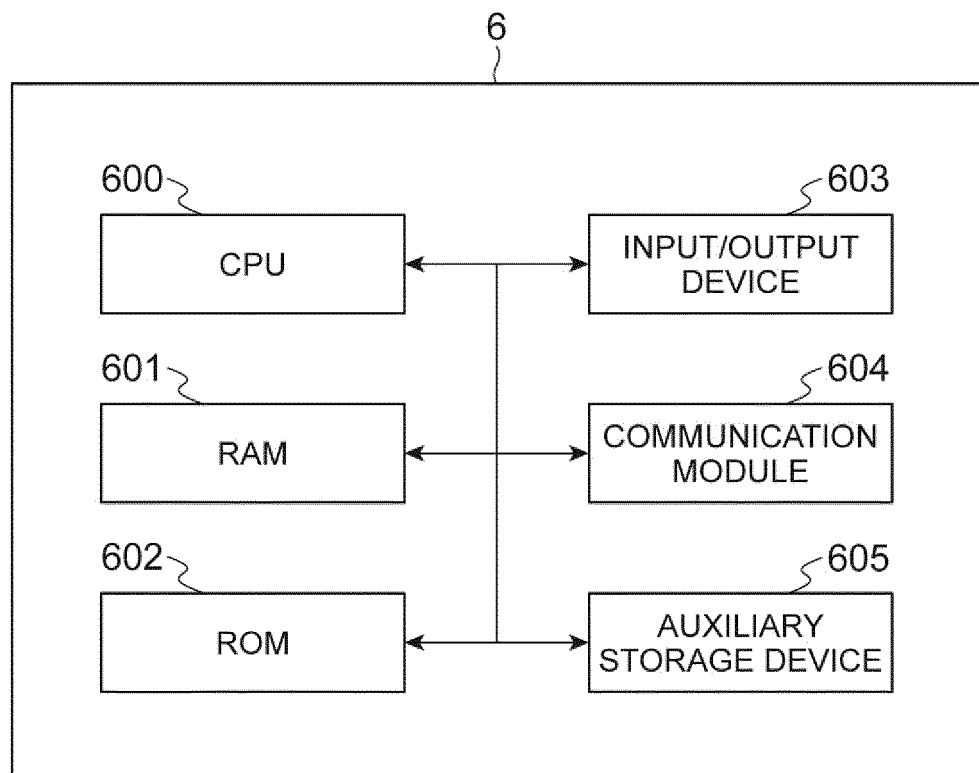 6
600
CPU
603
INPUT/OUTPUT
DEVICE
601
RAM
604
COMMUNICATION
MODULE
602
ROM
605
AUXILIARY
STORAGE DEVICE